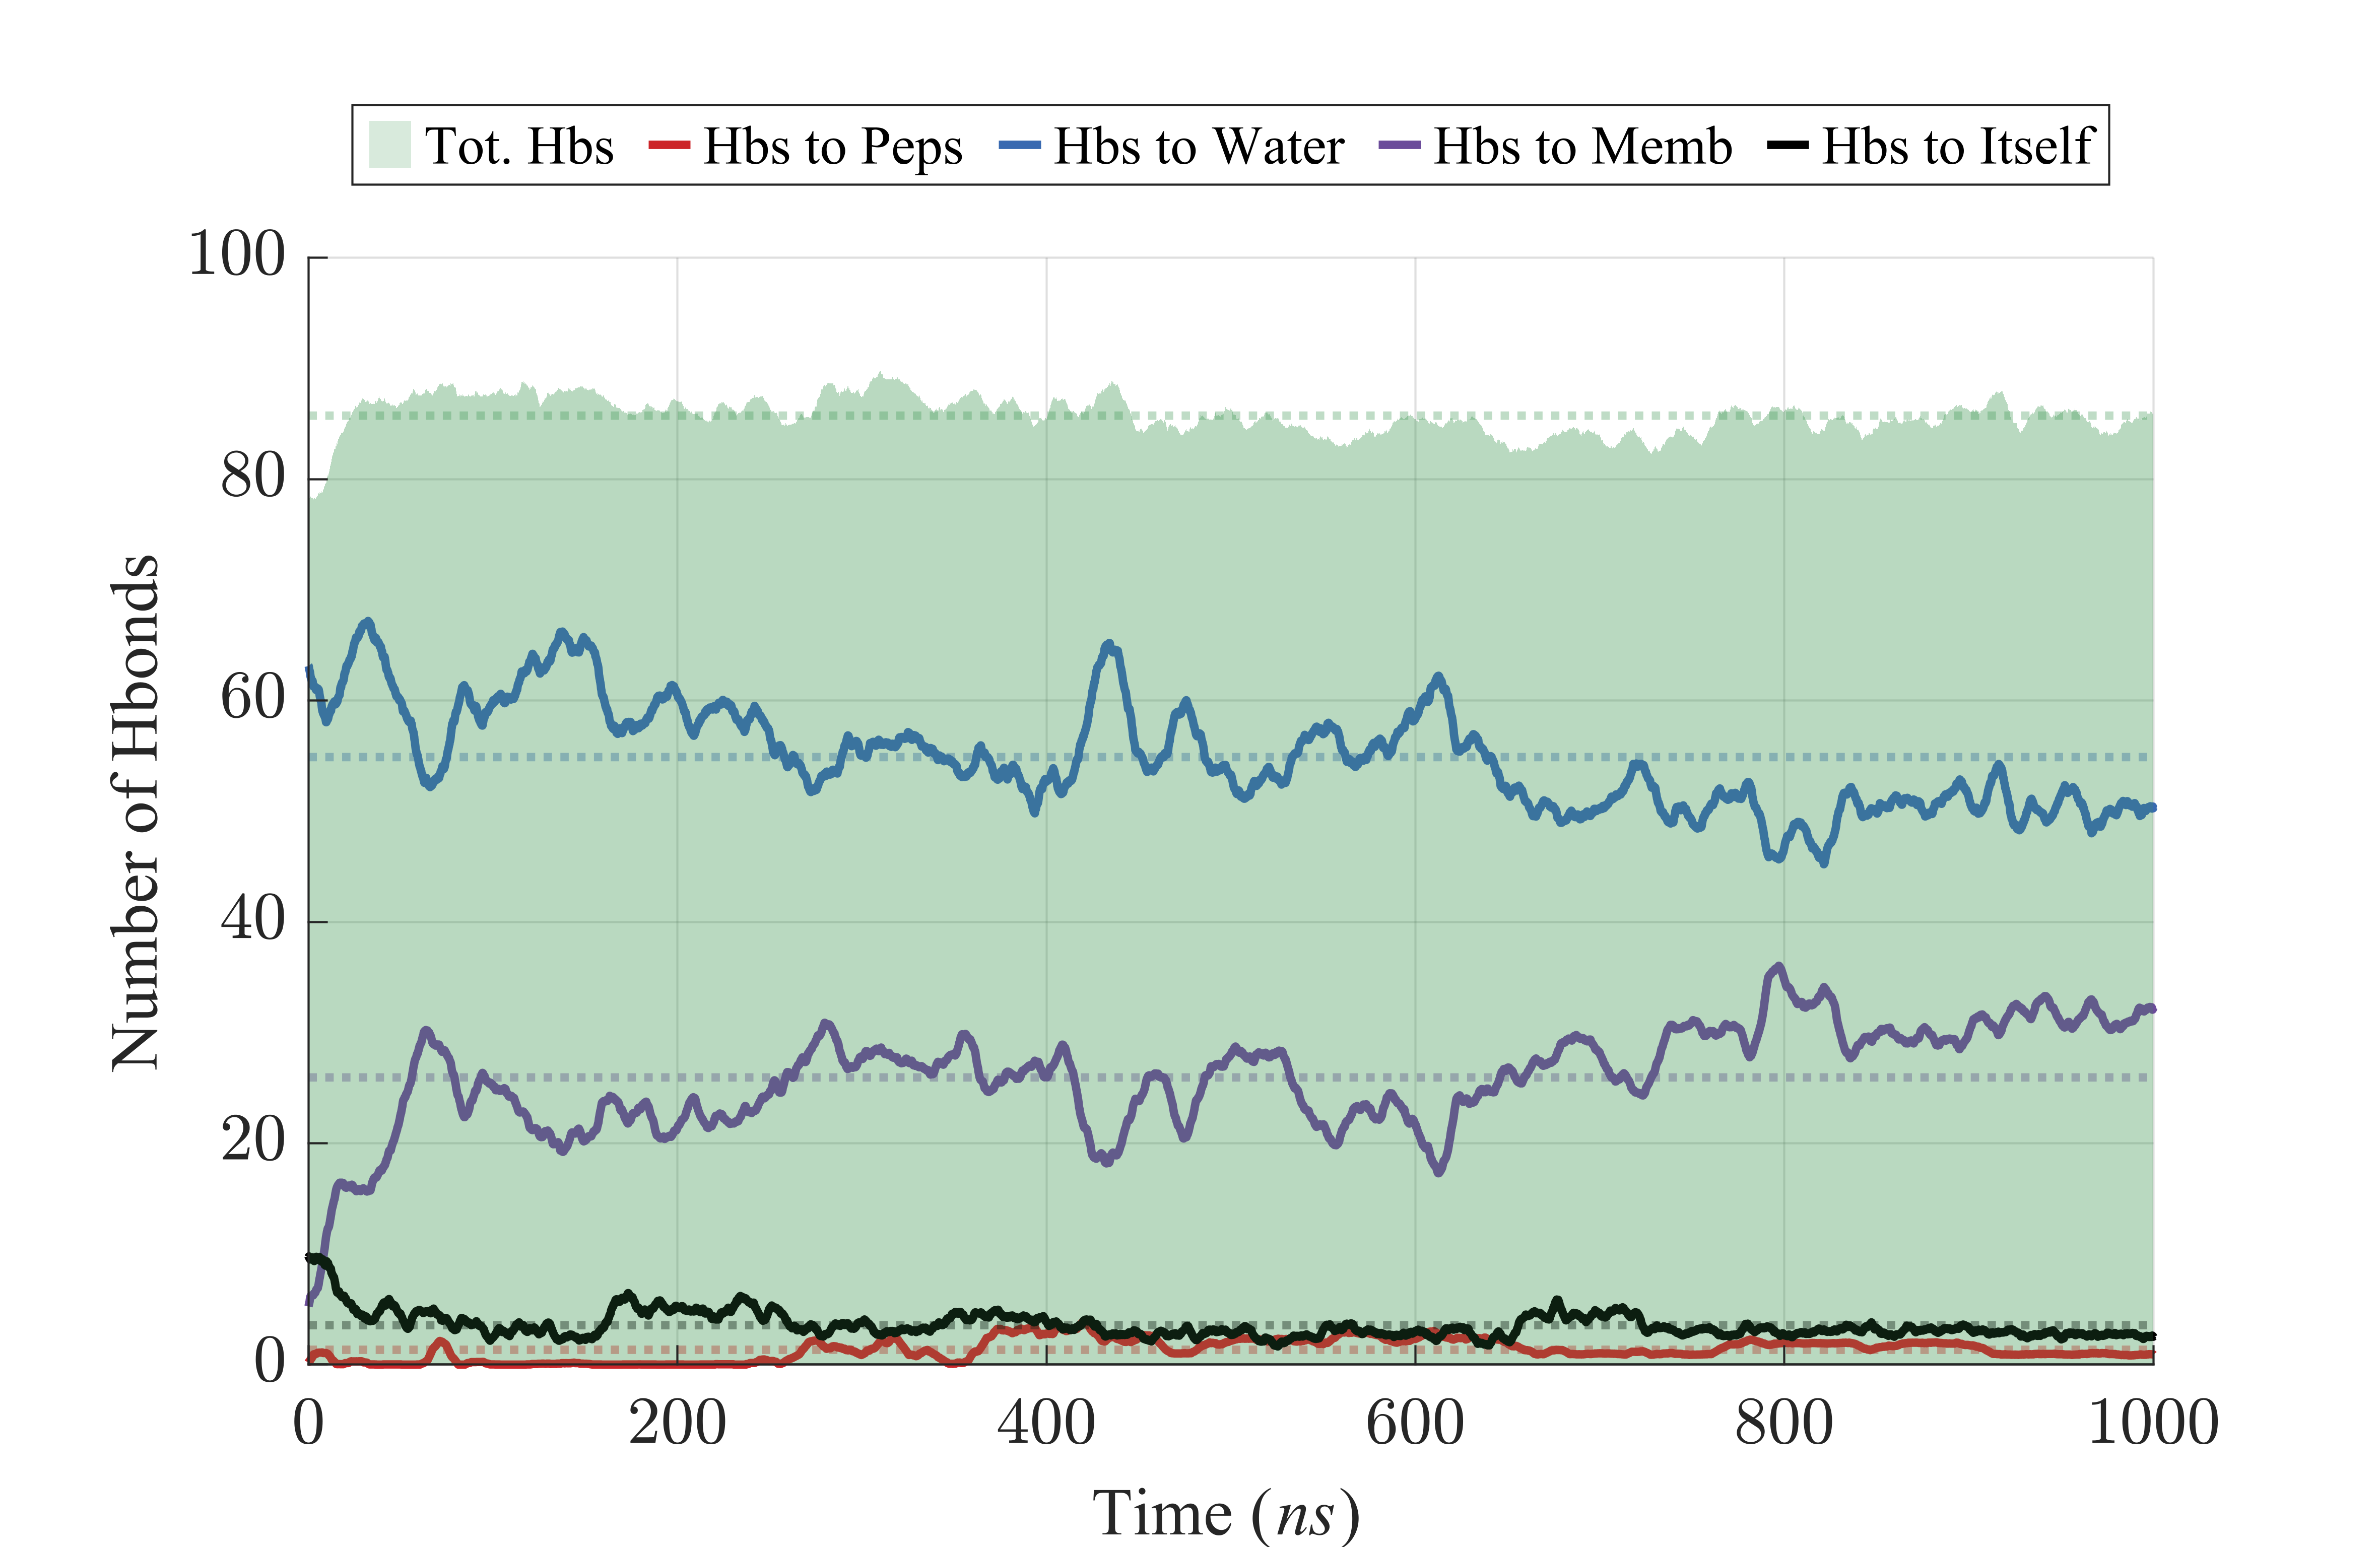 Tot. Hbs Hbs to Peps Hbs to Water Hbs to Memb Hbs to Itself
Number of Hbonds
100
80
60
40
20
0
0 200 400 600 800 1000
Time (ns)